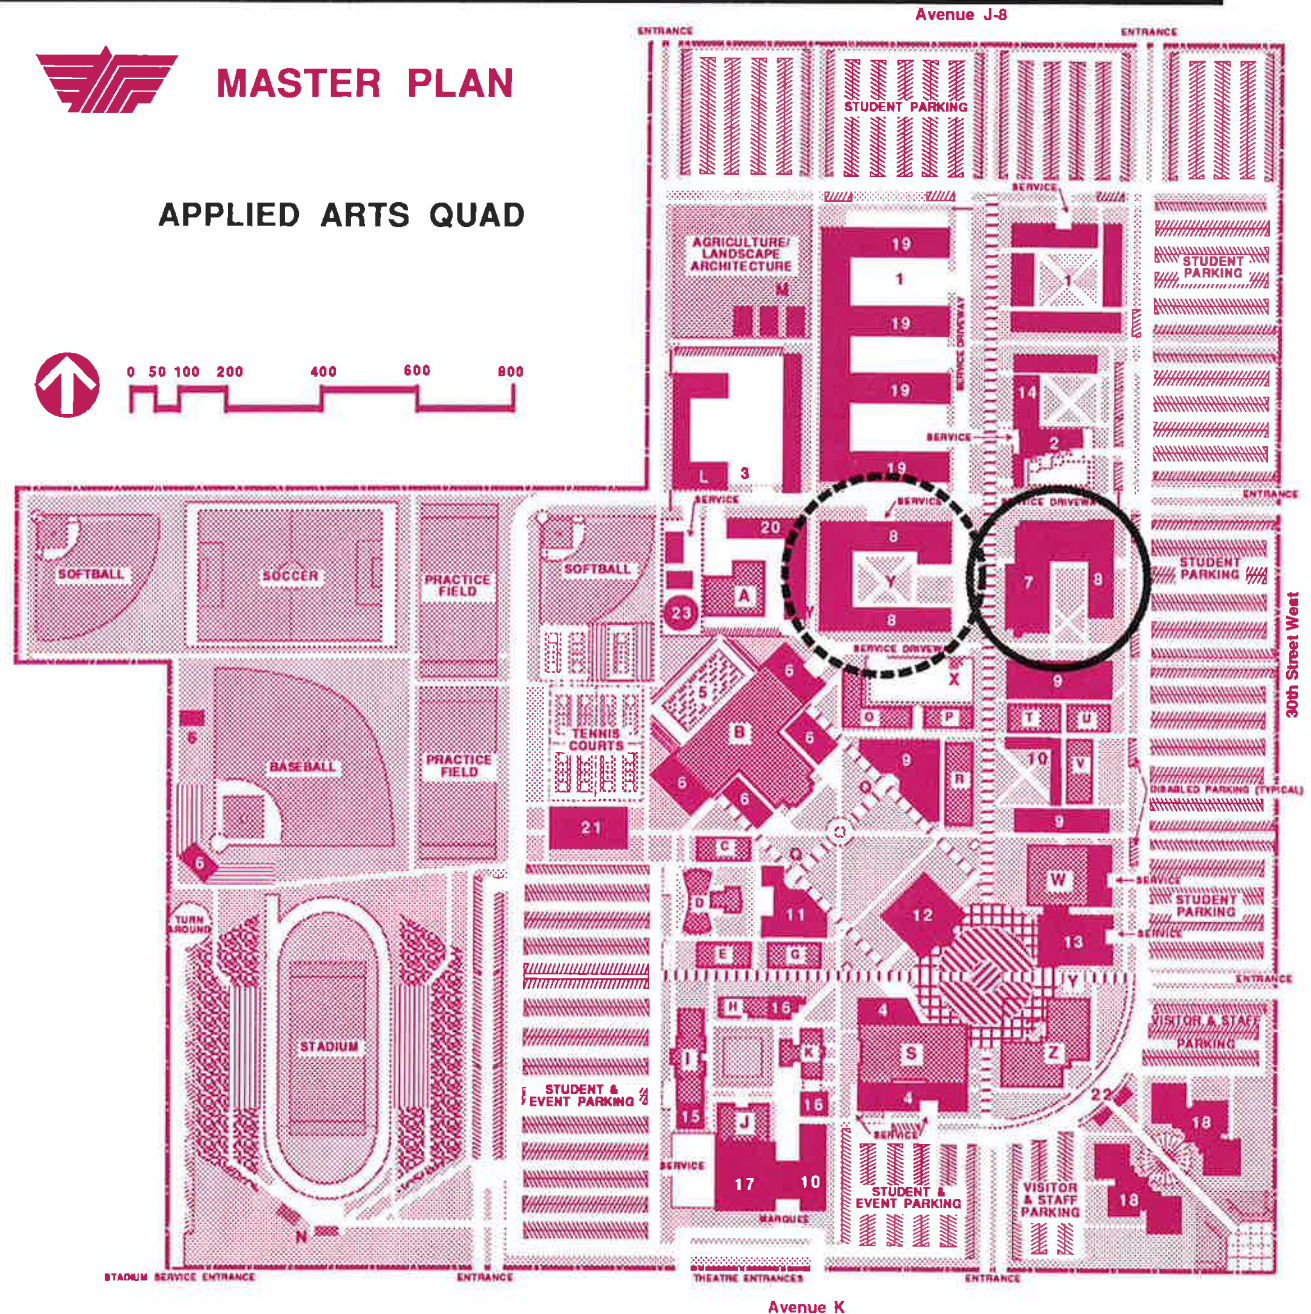 Avenue J-8
ENTRANCE
ENTRANCE
MASTER PLAN
STUDENT PARKING
SERVICE
APPLIED ARTS QUAD
AGRICULTURE/
LANDSCAPE
ARCHITECTURE
M
19
1
1
STUDENT
PARKING
19
SERVICE DRIVEWAY
0 50 100 200 400 600 800
19
14
SERVICE
2
L
3
19
SERVICE
SERVICE
SERVICE DRIVEWAY
ENTRANCE
20
8
SOFTBALL
SOCCER
PRACTICE
FIELD
SOFTBALL
A
Y
Y
7
8
STUDENT
PARKING
23
8
30th Street West
SERVICE DRIVEWAY
5
6
X
9
6
O
P
T
U
BASEBALL
PRACTICE
FIELD
TENNIS
COURTS
B
6
9
R
10
V
6
6
Q
DISABLED PARKING (TYPICAL)
21
9
6
C
Q
W
SERVICE
TURN
AROUND
D
11
12
STUDENT
PARKING
13
SERVICE
E
G
Y
ENTRANCE
H
16
4
VISITOR & STAFF
PARKING
STADIUM
I
K
S
Z
STUDENT &
EVENT PARKING
15
J
16
4
22
18
SERVICE
SERVICE
17
10
STUDENT &
EVENT PARKING
VISITOR
& STAFF
PARKING
18
MARQUEE
N
STADIUM SERVICE ENTRANCE
ENTRANCE
THEATRE ENTRANCES
ENTRANCE
Avenue K